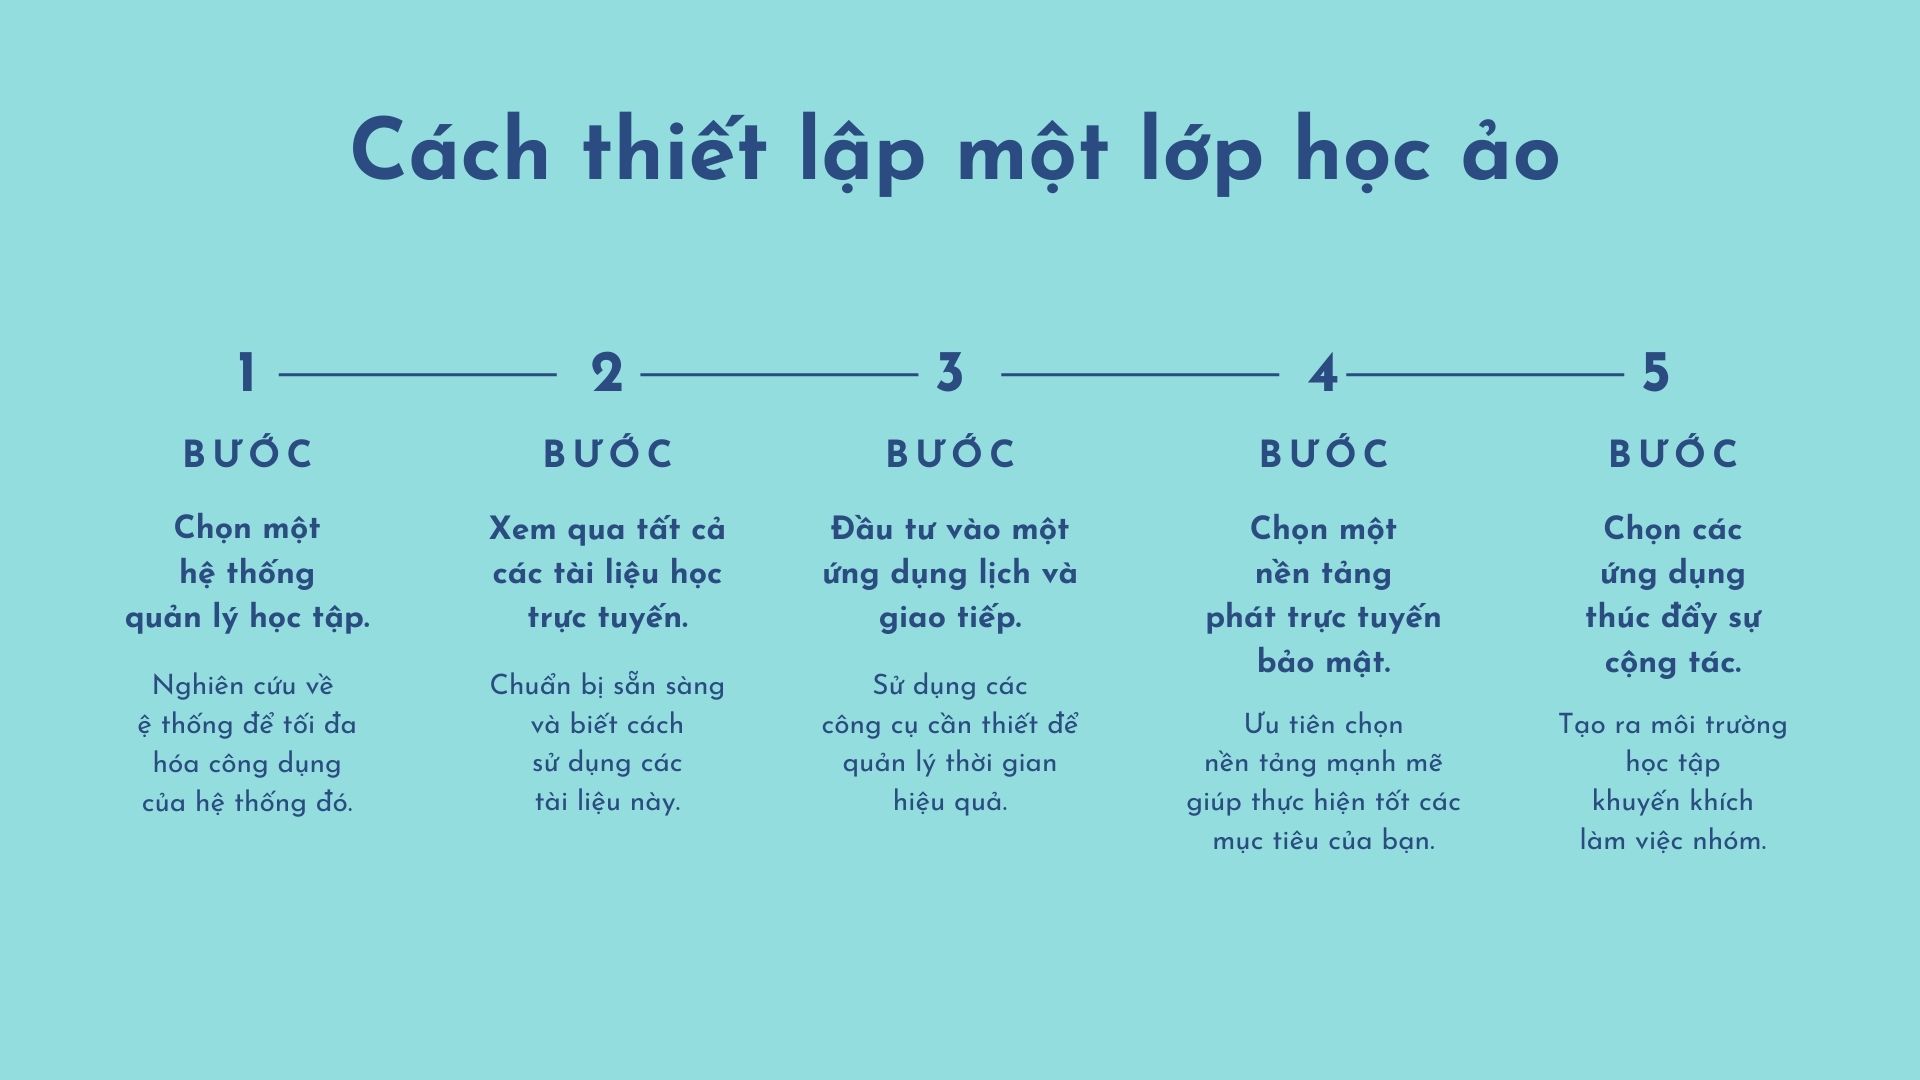 Cách thiết lập một lớp học ảo
1
BƯỚC
Chọn một
hệ thống
quản lý học tập.
Nghiên cứu về
ệ thống để tối đa
hóa công dụng
của hệ thống đó.
2
BƯỚC
Xem qua tất cả
các tài liệu học
trực tuyến.
Chuẩn bị sẵn sàng
và biết cách
sử dụng các
tài liệu này.
3
BƯỚC
Đầu tư vào một
ứng dụng lịch và
giao tiếp.
Sử dụng các
công cụ cần thiết để
quản lý thời gian
hiệu quả.
4
BƯỚC
Chọn một
nền tảng
phát trực tuyến
bảo mật.
Ưu tiên chọn
nền tảng mạnh mẽ
giúp thực hiện tốt các
mục tiêu của bạn.
5
BƯỚC
Chọn các
ứng dụng
thúc đẩy sự
cộng tác.
Tạo ra môi trường
học tập
khuyến khích
làm việc nhóm.